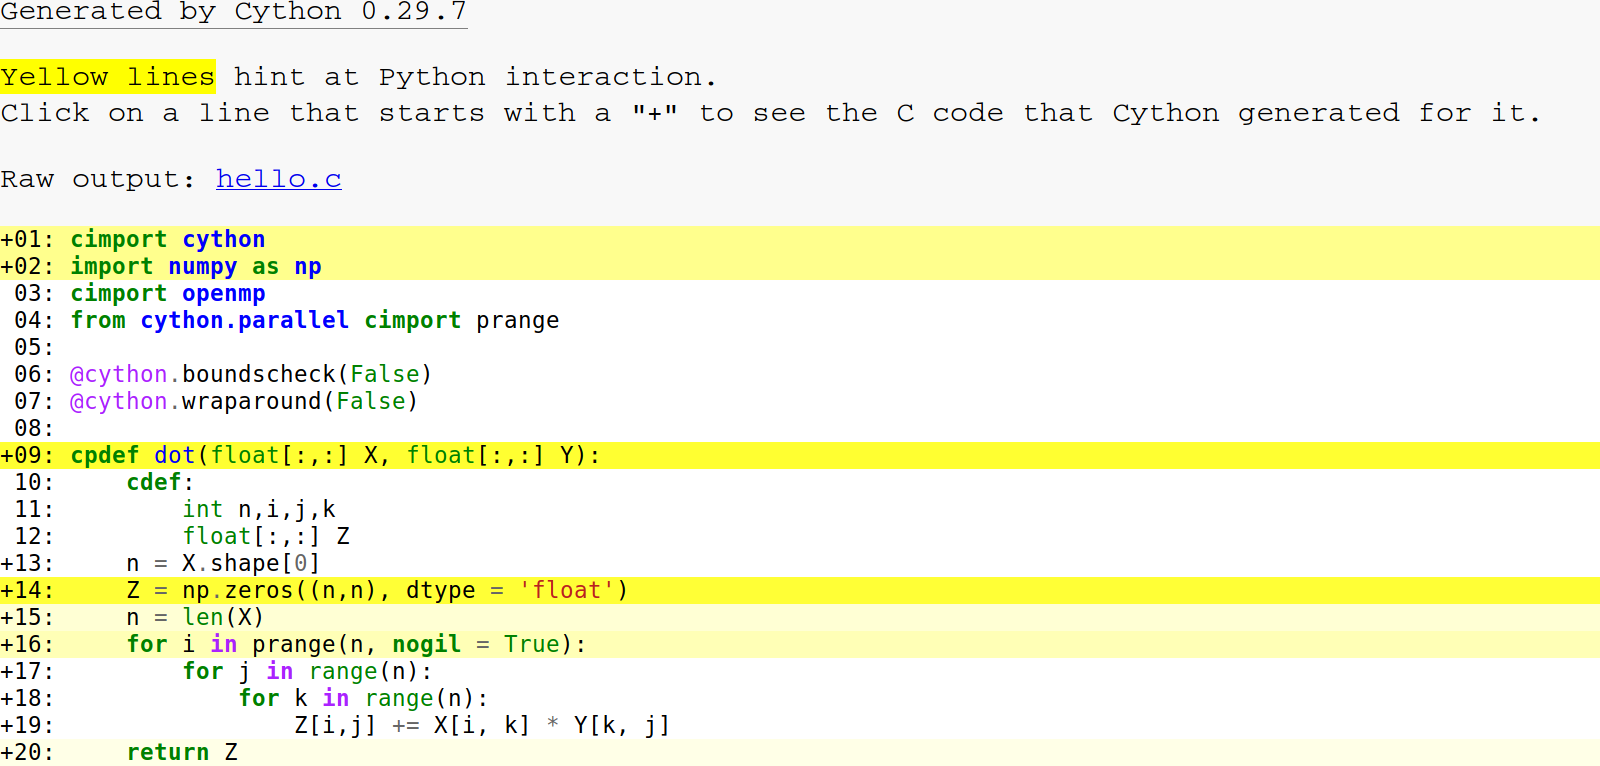 Generated by Cython 0.29.7
Yellow lines hint at Python interaction.
Click on a line that starts with a "+" to see the C code that Cython generated for it.
Raw output: hello.c
+01: cimport cython
+02: import numpy as np
 03: cimport openmp
 04: from cython.parallel cimport prange
 05:
 06: @cython.boundscheck(False)
 07: @cython.wraparound(False)
 08:
+09: cpdef dot(float[:,:] X, float[:,:] Y):
 10:     cdef:
 11:         int n,i,j,k
 12:         float[:,:] Z
+13:     n = X.shape[0]
+14:     Z = np.zeros((n,n), dtype = 'float')
+15:     n = len(X)
+16:     for i in prange(n, nogil = True):
+17:         for j in range(n):
+18:             for k in range(n):
+19:                 Z[i,j] += X[i, k] * Y[k, j]
+20:     return Z